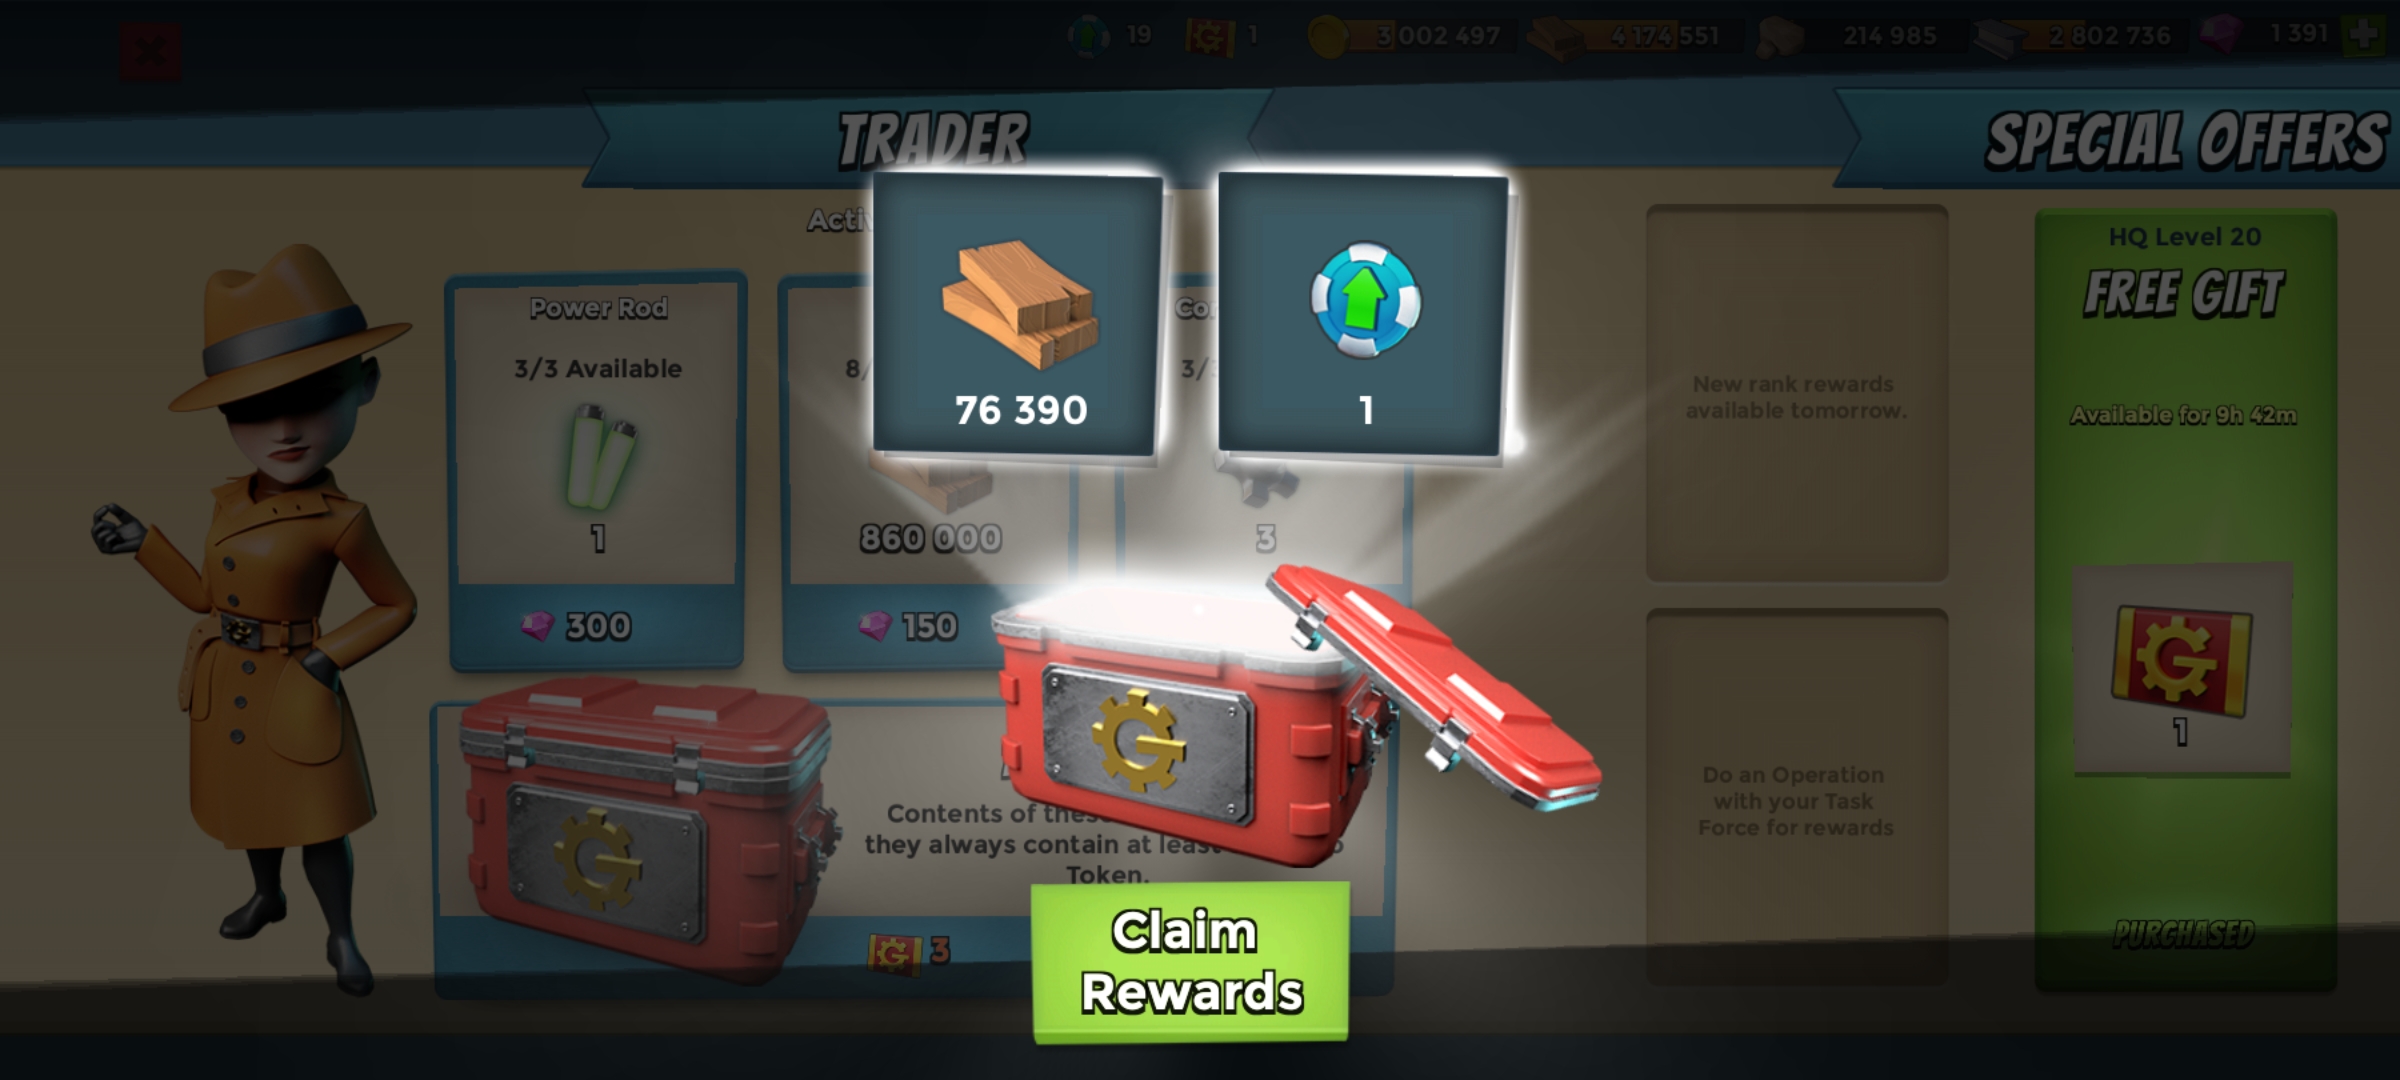 19
1
3 002 497
4 174 551
214 985
2 802 736
1 391
TRADER
SPECIAL OFFERS
Power Rod
3/3 Available
1
300
860 000
150
3
76 390
1
New rank rewards
available tomorrow.
Do an Operation
with your Task
Force for rewards
HQ Level 20
FREE GIFT
Available for 9h 42m
1
PURCHASED
Contents of these
they always contain at least
Token.
3
Claim
Rewards